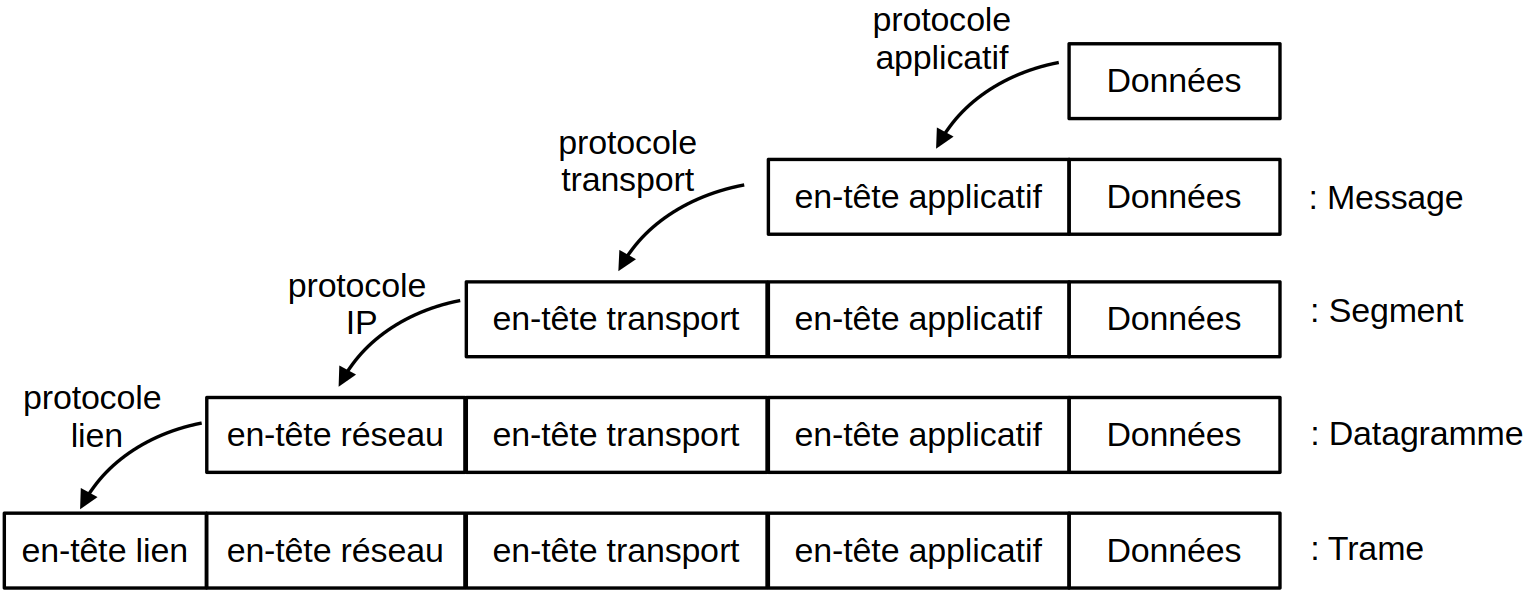 protocole
applicatif
Données
protocole
transport
en-tête applicatif Données : Message
protocole
IP
en-tête transport en-tête applicatif Données : Segment
protocole
lien
en-tête réseau en-tête transport en-tête applicatif Données : Datagramme
en-tête lien en-tête réseau en-tête transport en-tête applicatif Données : Trame